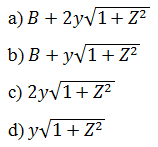 a) B + 2y√1 + Z²
b) B + y√1 + Z²
c) 2y√1 + Z²
d) y√1 + Z²